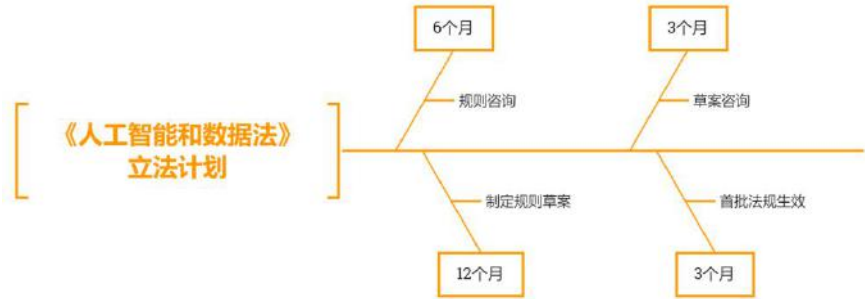 6个月
3个月
规则咨询
草案咨询
《人工智能和数据法》
立法计划
制定规则草案
首批法规生效
12个月
3个月